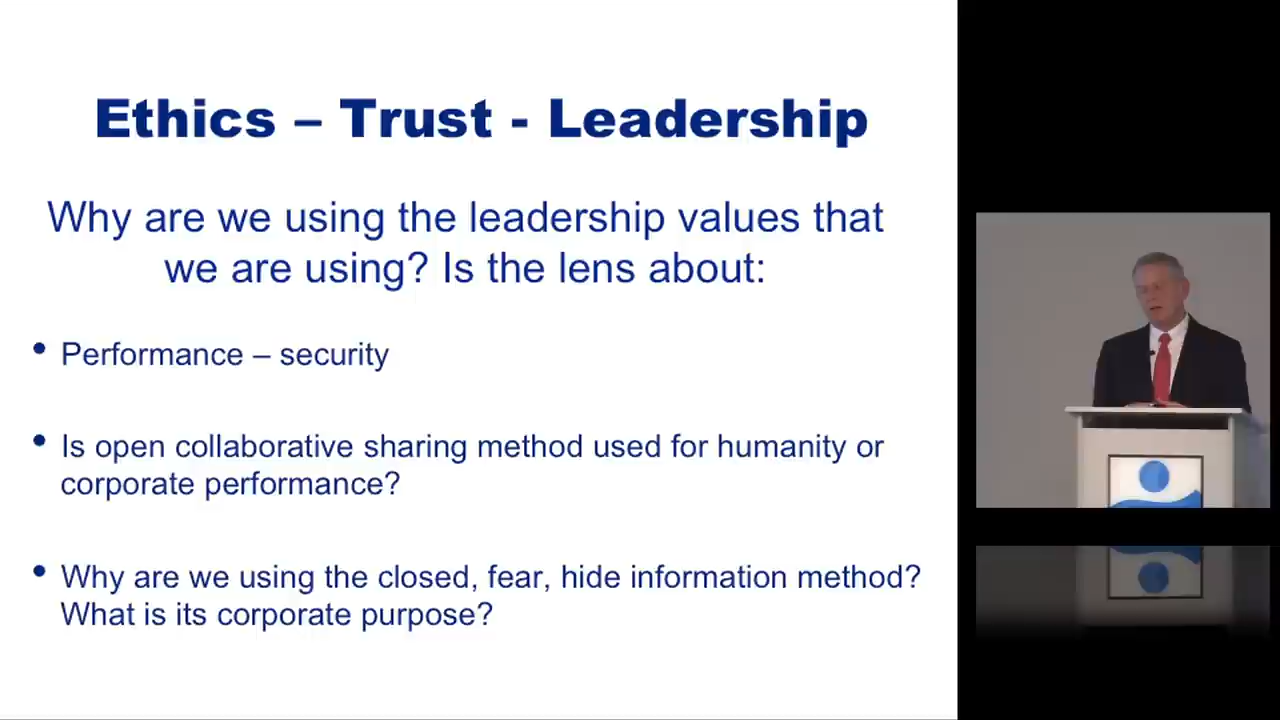 Ethics – Trust - Leadership
Why are we using the leadership values that
we are using? Is the lens about:
• Performance – security
• Is open collaborative sharing method used for humanity or
corporate performance?
• Why are we using the closed, fear, hide information method?
What is its corporate purpose?